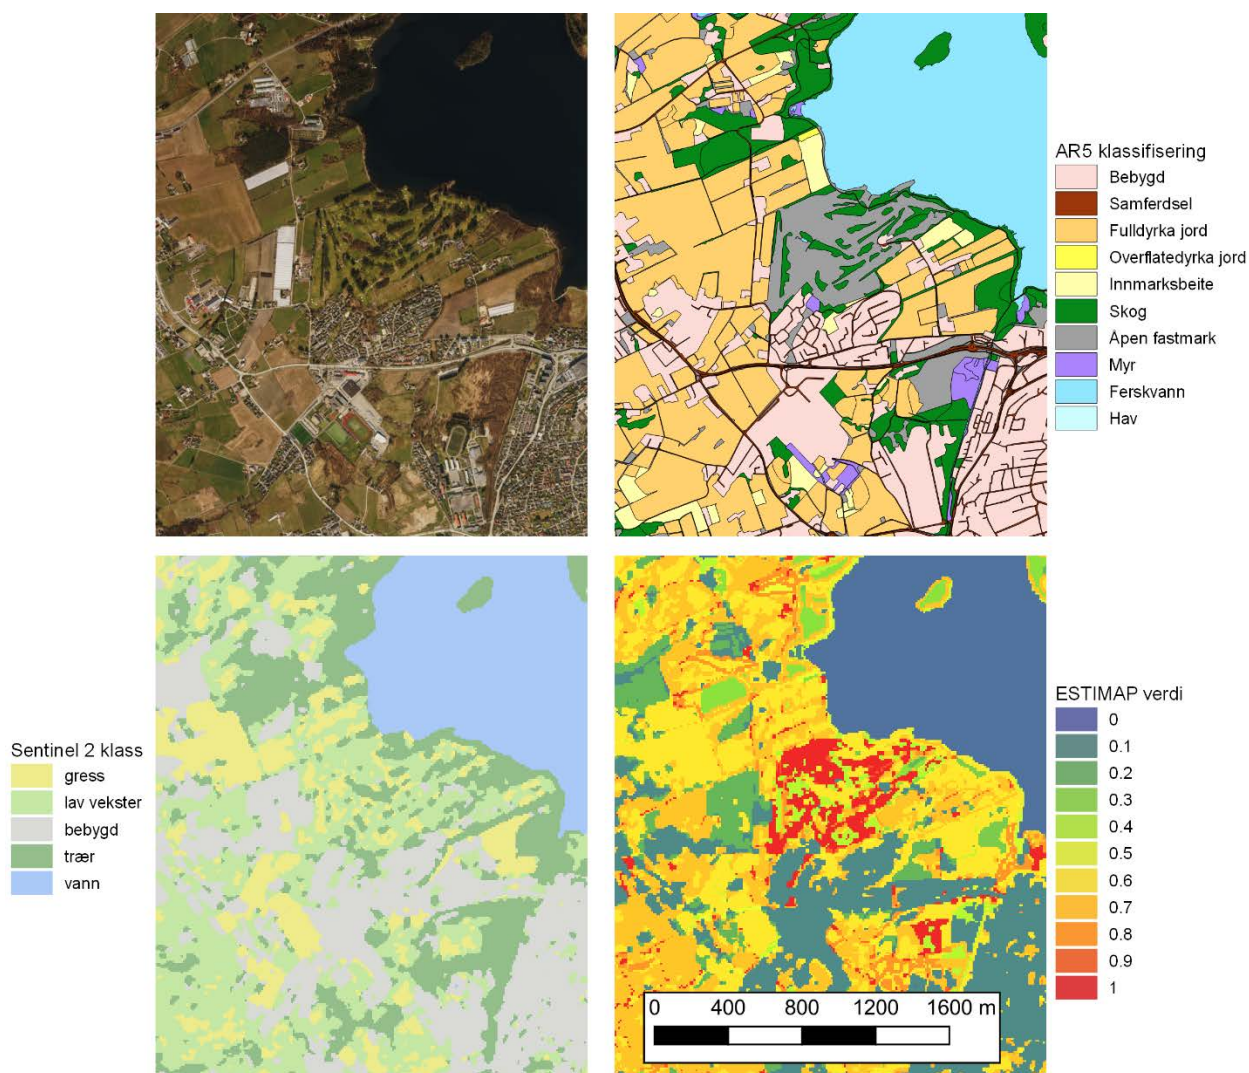 AR5 klassifisering
Bebygd
Samferdsel
Fulldyrka jord
Overflatedyrka jord
Innmarksbeite
Skog
Åpen fastmark
Myr
Ferskvann
Hav
Sentinel 2 klass
gress
lav vekster
bebygd
trær
vann
ESTIMAP verdi
0
0.1
0.2
0.3
0.4
0.5
0.6
0.7
0.8
0.9
1
0 400 800 1200 1600 m